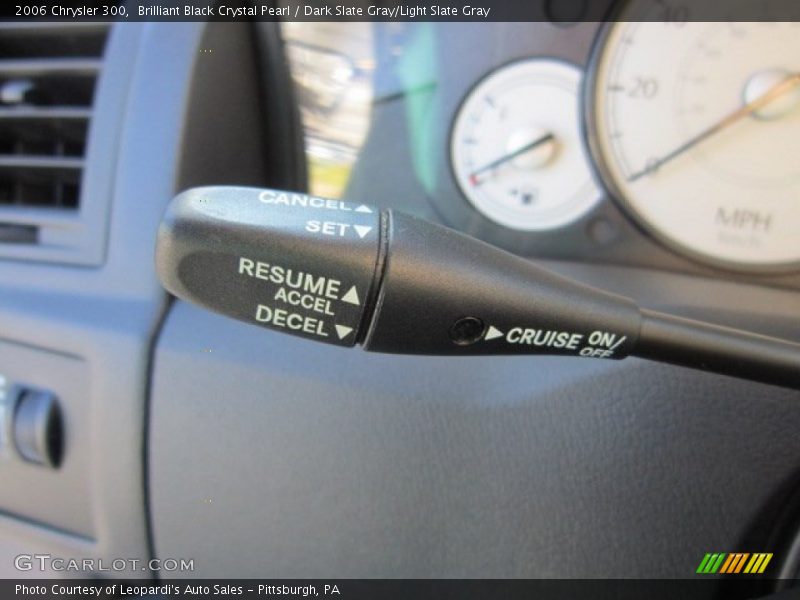 2006 Chrysler 300,  Brilliant Black Crystal Pearl / Dark Slate Gray/Light Slate Gray
20
0
MPH
CANCEL▲
SET▼
RESUME▲
ACCEL
DECEL▼
▶CRUISE ON/
OFF
GTCARLOT.COM
Photo Courtesy of Leopardi's Auto Sales - Pittsburgh, PA